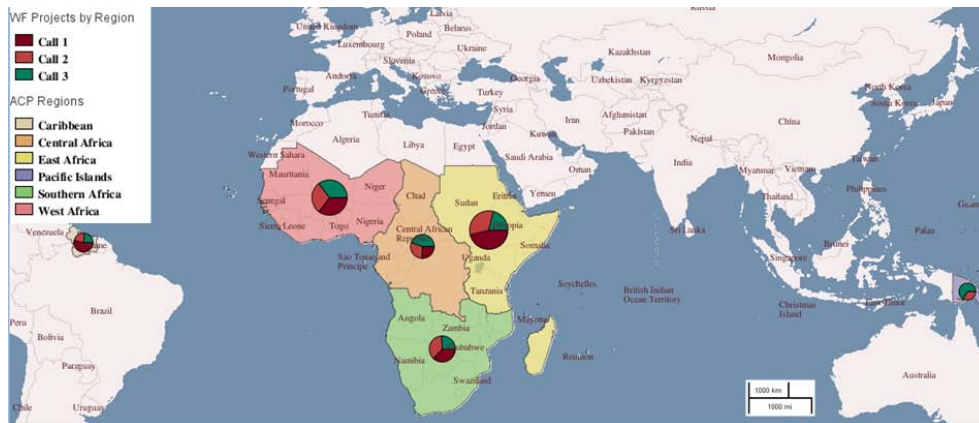 WF Projects by Region
Call 1
Call 2
Call 3
ACP Regions
Caribbean
Central Africa
East Africa
Pacific Islands
Southern Africa
West Africa
Russia
Latvia
United Kingdom
Belarus
Poland
Luxembourg
Ukraine
Slovenia
Kazakhstan
Mongolia
Andorra
Kosovo
Georgia
Uzbekistan
Kyrgyzstan
North Korea
Portugal
Greece
Turkey
South Korea
Japan
Syria
Tunisia
Afghanistan
China
Morocco
Jordan
Iran
Pakistan
Algeria
Libya
Egypt
Kuwait
Nepal
Western Sahara
Saudi Arabia
Taiwan
Mauritania
Oman
India
Myanmar
Vietnam
Niger
Chad
Sudan
Eritrea
Yemen
Thailand
Philippines
Senegal
Guam
Sierra Leone
Togo
Nigeria
Central African
Somalia
Sri Lanka
Palau
Venezuela
Uganda
Brunei
Sao Tome and
Principe
Singapore
Tanzania
Seychelles
British Indian
Ocean Territory
Christmas
Island
East Timor
Peru
Brazil
Angola
Zambia
Mayotte
Bolivia
Namibia
Reunion
Paraguay
Swaziland
Australia
Chile
Uruguay
1000 km
1000 mi